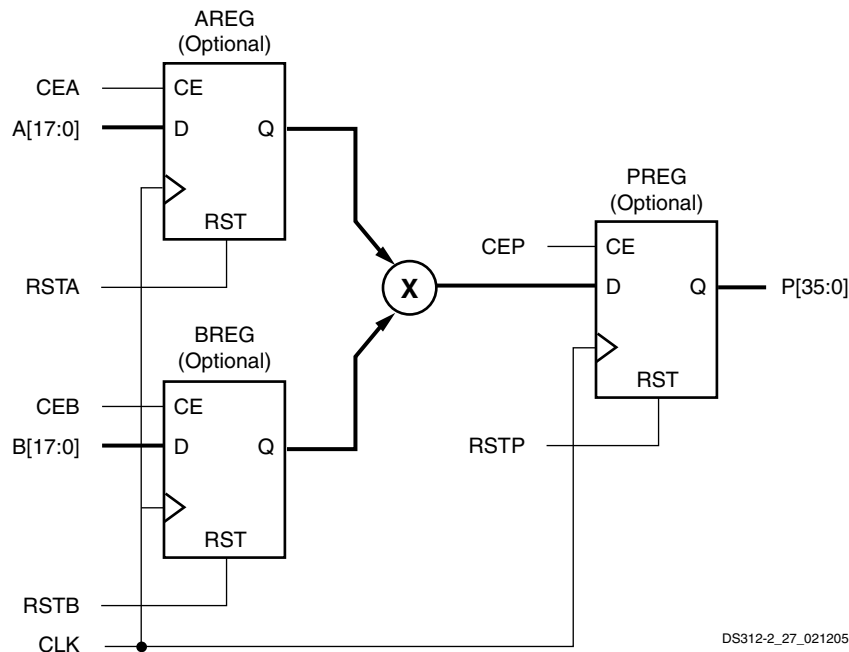 AREG
(Optional)
CEA
CE
A[17:0]
D
Q
RST
RSTA
PREG
(Optional)
CEP
CE
X
D
Q
P[35:0]
RST
RSTP
BREG
(Optional)
CEB
CE
B[17:0]
D
Q
RST
RSTB
CLK
DS312-2_27_021205